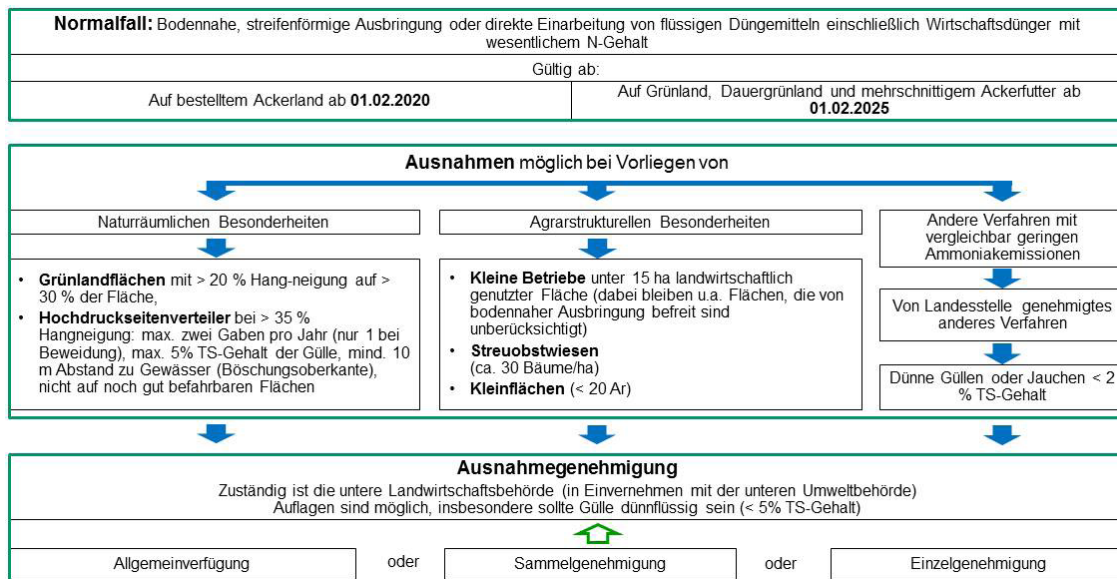 Normalfall: Bodennahe, streifenförmige Ausbringung oder direkte Einarbeitung von flüssigen Düngemitteln einschließlich Wirtschaftsdünger mit
wesentlichem N-Gehalt
Gültig ab:
Auf bestelltem Ackerland ab 01.02.2020
Auf Grünland, Dauergrünland und mehrschnittigem Ackerfutter ab
01.02.2025
Ausnahmen möglich bei Vorliegen von
Naturräumlichen Besonderheiten
• Grünlandflächen mit > 20 % Hang-neigung auf >
30 % der Fläche,
• Hochdruckseitenverteiler bei > 35 %
Hangneigung: max. zwei Gaben pro Jahr (nur 1 bei
Beweidung), max. 5% TS-Gehalt der Gülle, mind. 10
m Abstand zu Gewässer (Böschungsoberkante),
nicht auf noch gut befahrbaren Flächen
Agrarstrukturellen Besonderheiten
• Kleine Betriebe unter 15 ha landwirtschaftlich
genutzter Fläche (dabei bleiben u.a. Flächen, die von
bodennaher Ausbringung befreit sind
unberücksichtigt)
• Streuobstwiesen
(ca. 30 Bäume/ha)
• Kleinflächen (< 20 Ar)
Andere Verfahren mit
vergleichbar geringen
Ammoniakemissionen
Von Landesstelle genehmigtes
anderes Verfahren
Dünne Güllen oder Jauchen < 2
% TS-Gehalt
Ausnahmegenehmigung
Zuständig ist die untere Landwirtschaftsbehörde (in Einvernehmen mit der unteren Umweltbehörde)
Auflagen sind möglich, insbesondere sollte Gülle dünnflüssig sein (< 5% TS-Gehalt)
Allgemeinverfügung
oder
Sammelgenehmigung
oder
Einzelgenehmigung